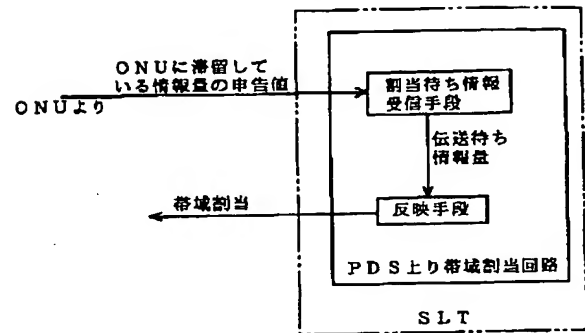 ONUに滞留して
いる情報量の申告値
ONUより
割当待ち情報
受信手段
伝送待ち
情報量
帯域割当
反映手段
PDS上り帯域割当回路
SLT